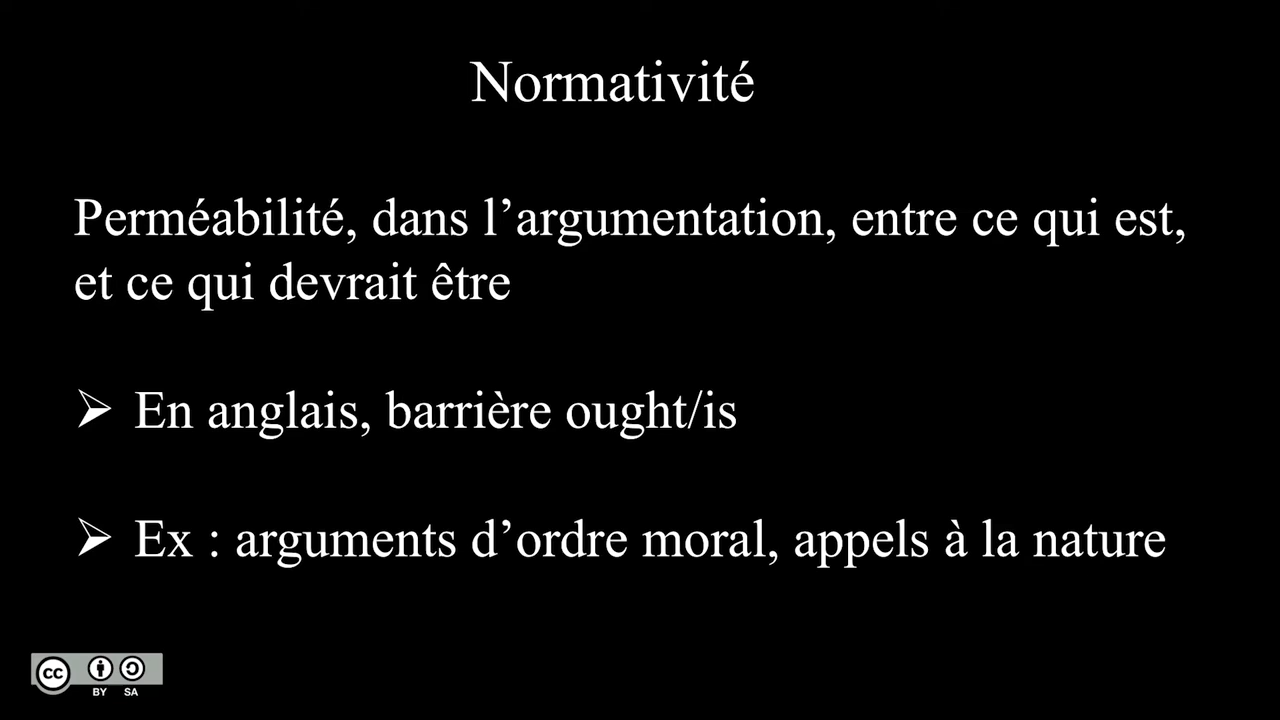 Normativité
Perméabilité, dans l’argumentation, entre ce qui est,
et ce qui devrait être
➢ En anglais, barrière ought/is
➢ Ex : arguments d’ordre moral, appels à la nature
cc
BY SA